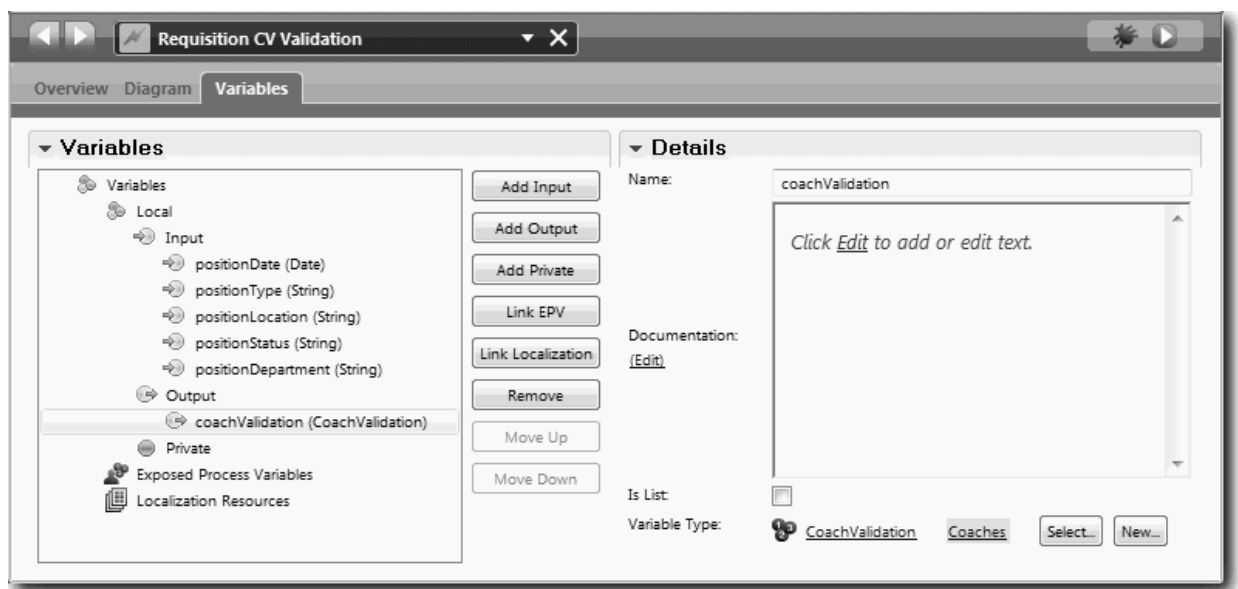 Requisition CV Validation
Overview Diagram Variables
Variables
Variables
Local
Input
positionDate (Date)
positionType (String)
positionLocation (String)
positionStatus (String)
positionDepartment (String)
Output
coachValidation (CoachValidation)
Private
Exposed Process Variables
Localization Resources
Add Input
Add Output
Add Private
Link EPV
Link Localization
Remove
Move Up
Move Down
Details
Name: coachValidation
Click Edit to add or edit text.
Documentation:
(Edit)
Is List:
Variable Type: CoachValidation Coaches Select... New...